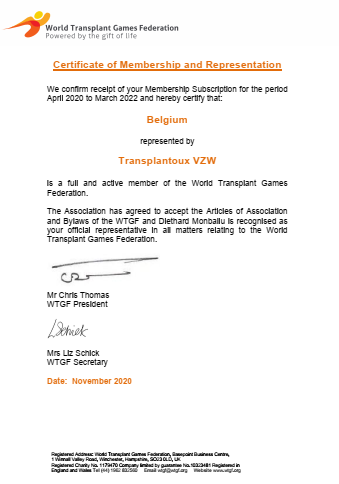 World Transplant Games Federation
Powered by the gift of life
Certificate of Membership and Representation
We confirm receipt of your Membership Subscription for the period
April 2020 to March 2022 and hereby certify that:
Belgium
represented by
Transplantoux VZW
is a full and active member of the World Transplant Games
Federation.
The Association has agreed to accept the Articles of Association
and Bylaws of the WTGF and Diethard Monbaliu is recognised as
your official representative in all matters relating to the World
Transplant Games Federation.
LSchick
Mr Chris Thomas
WTGF President
Mrs Liz Schick
WTGF Secretary
Date: November 2020
Registered Address: World Transplant Games Federation, Basepoint Business Centre,
1 Winnall Valley Road, Winchester, Hampshire, SO23 0LD, UK
Registered Charity No. 1179470 Company limited by guarantee No.10323481 Registered in
England and Wales Tel (44) 1962 832560 Email wtgf@wtgf.org Website www.wtgf.org